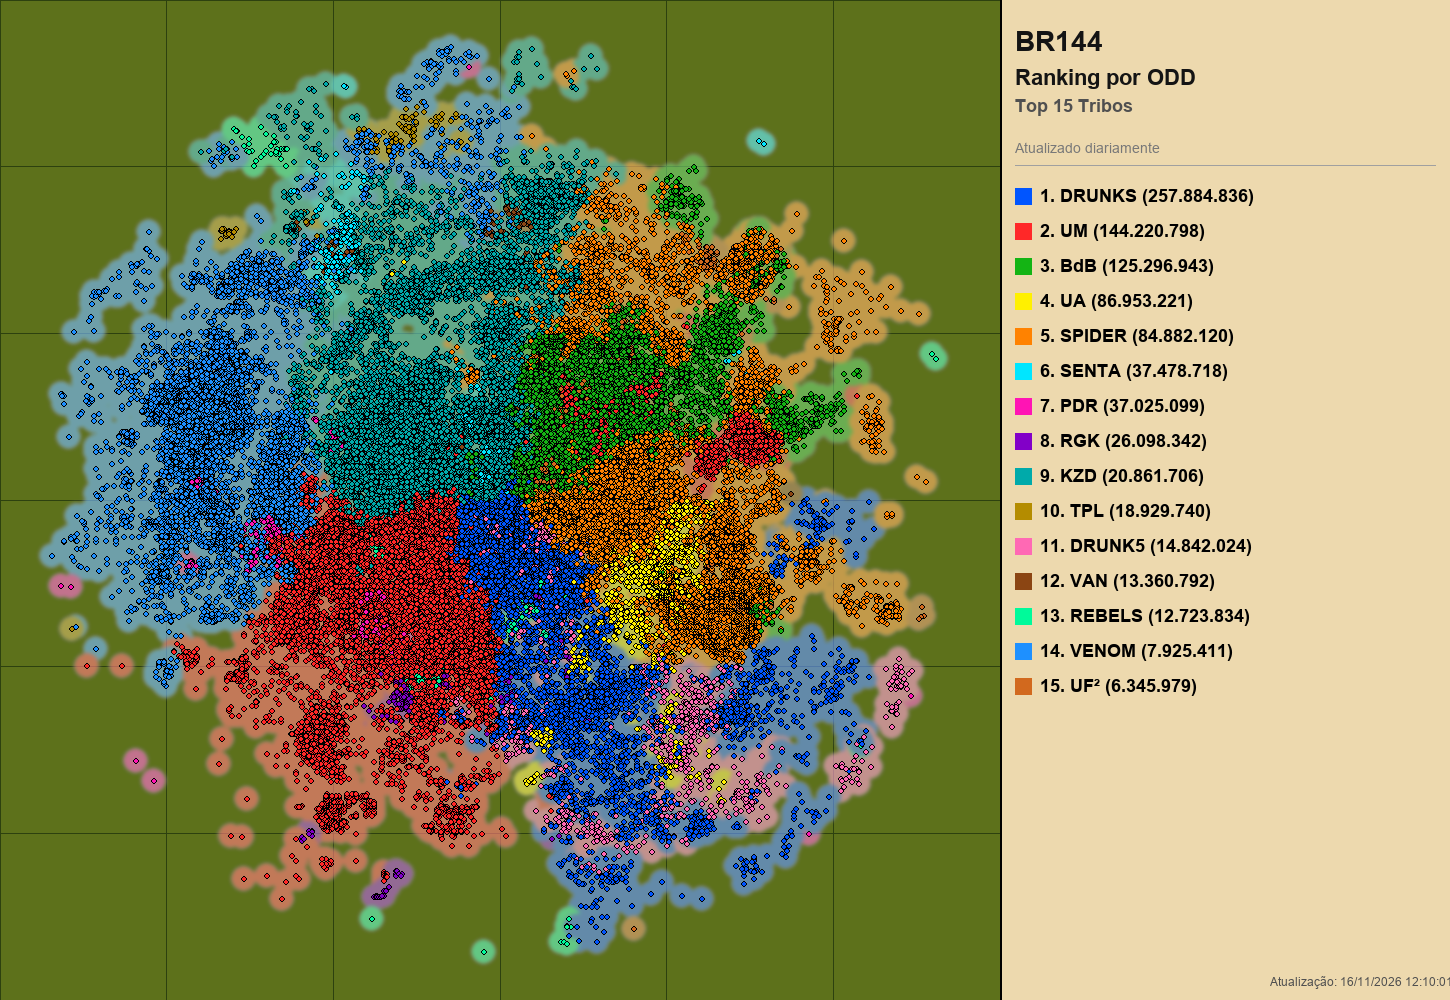 BR144
Ranking por ODD
Top 15 Tribos
Atualizado diariamente
1. DRUNKS (257.884.836)
2. UM (144.220.798)
3. BdB (125.296.943)
4. UA (86.953.221)
5. SPIDER (84.882.120)
6. SENTA (37.478.718)
7. PDR (37.025.099)
8. RGK (26.098.342)
9. KZD (20.861.706)
10. TPL (18.929.740)
11. DRUNK5 (14.842.024)
12. VAN (13.360.792)
13. REBELS (12.723.834)
14. VENOM (7.925.411)
15. UF² (6.345.979)
Atualização: 16/11/2026 12:10:01